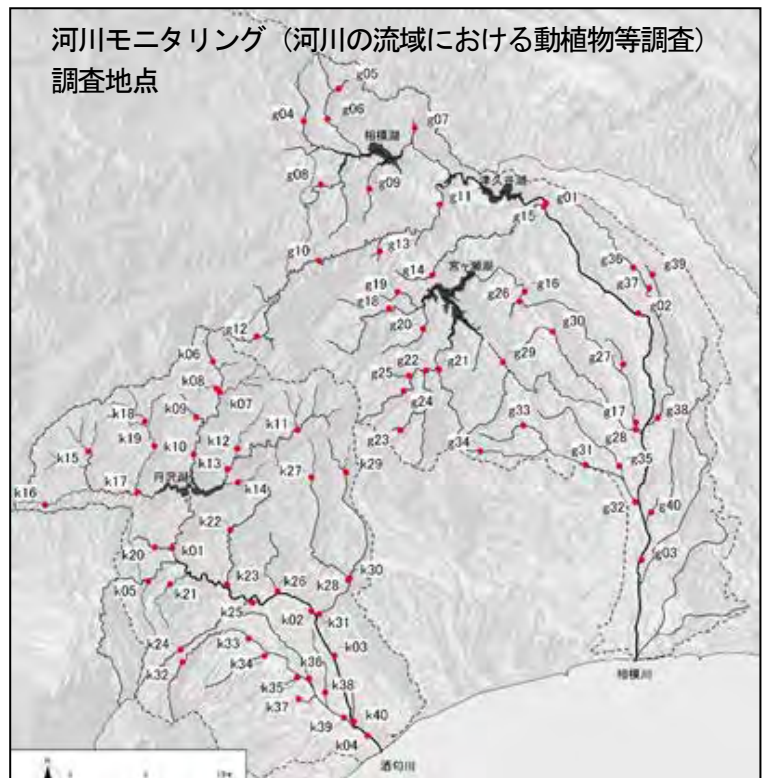 河川モニタリング（河川の流域における動植物等調査）
調査地点
g05
g04
g06
g07
相模湖
g08
g09
津久井湖
g11
g01
g15
g13
g10
g36
g39
g14
宮ヶ瀬湖
g37
g19
g16
g26
g18
g02
g20
g30
g12
k06
g22
g21
g29
g27
g25
k08
k07
g24
k18
k09
k11
g33
g17
g38
g23
g28
k19
k12
g34
k15
k10
g31
g35
k13
k27
k29
丹沢湖
k17
k14
k16
g32
g40
k22
k20
k01
g03
k05
k21
k23
k26
k28
k30
k25
k02
k31
k24
k33
k03
k32
k34
k36
相模川
k35
k38
k37
k39
k40
k04
酒匂川